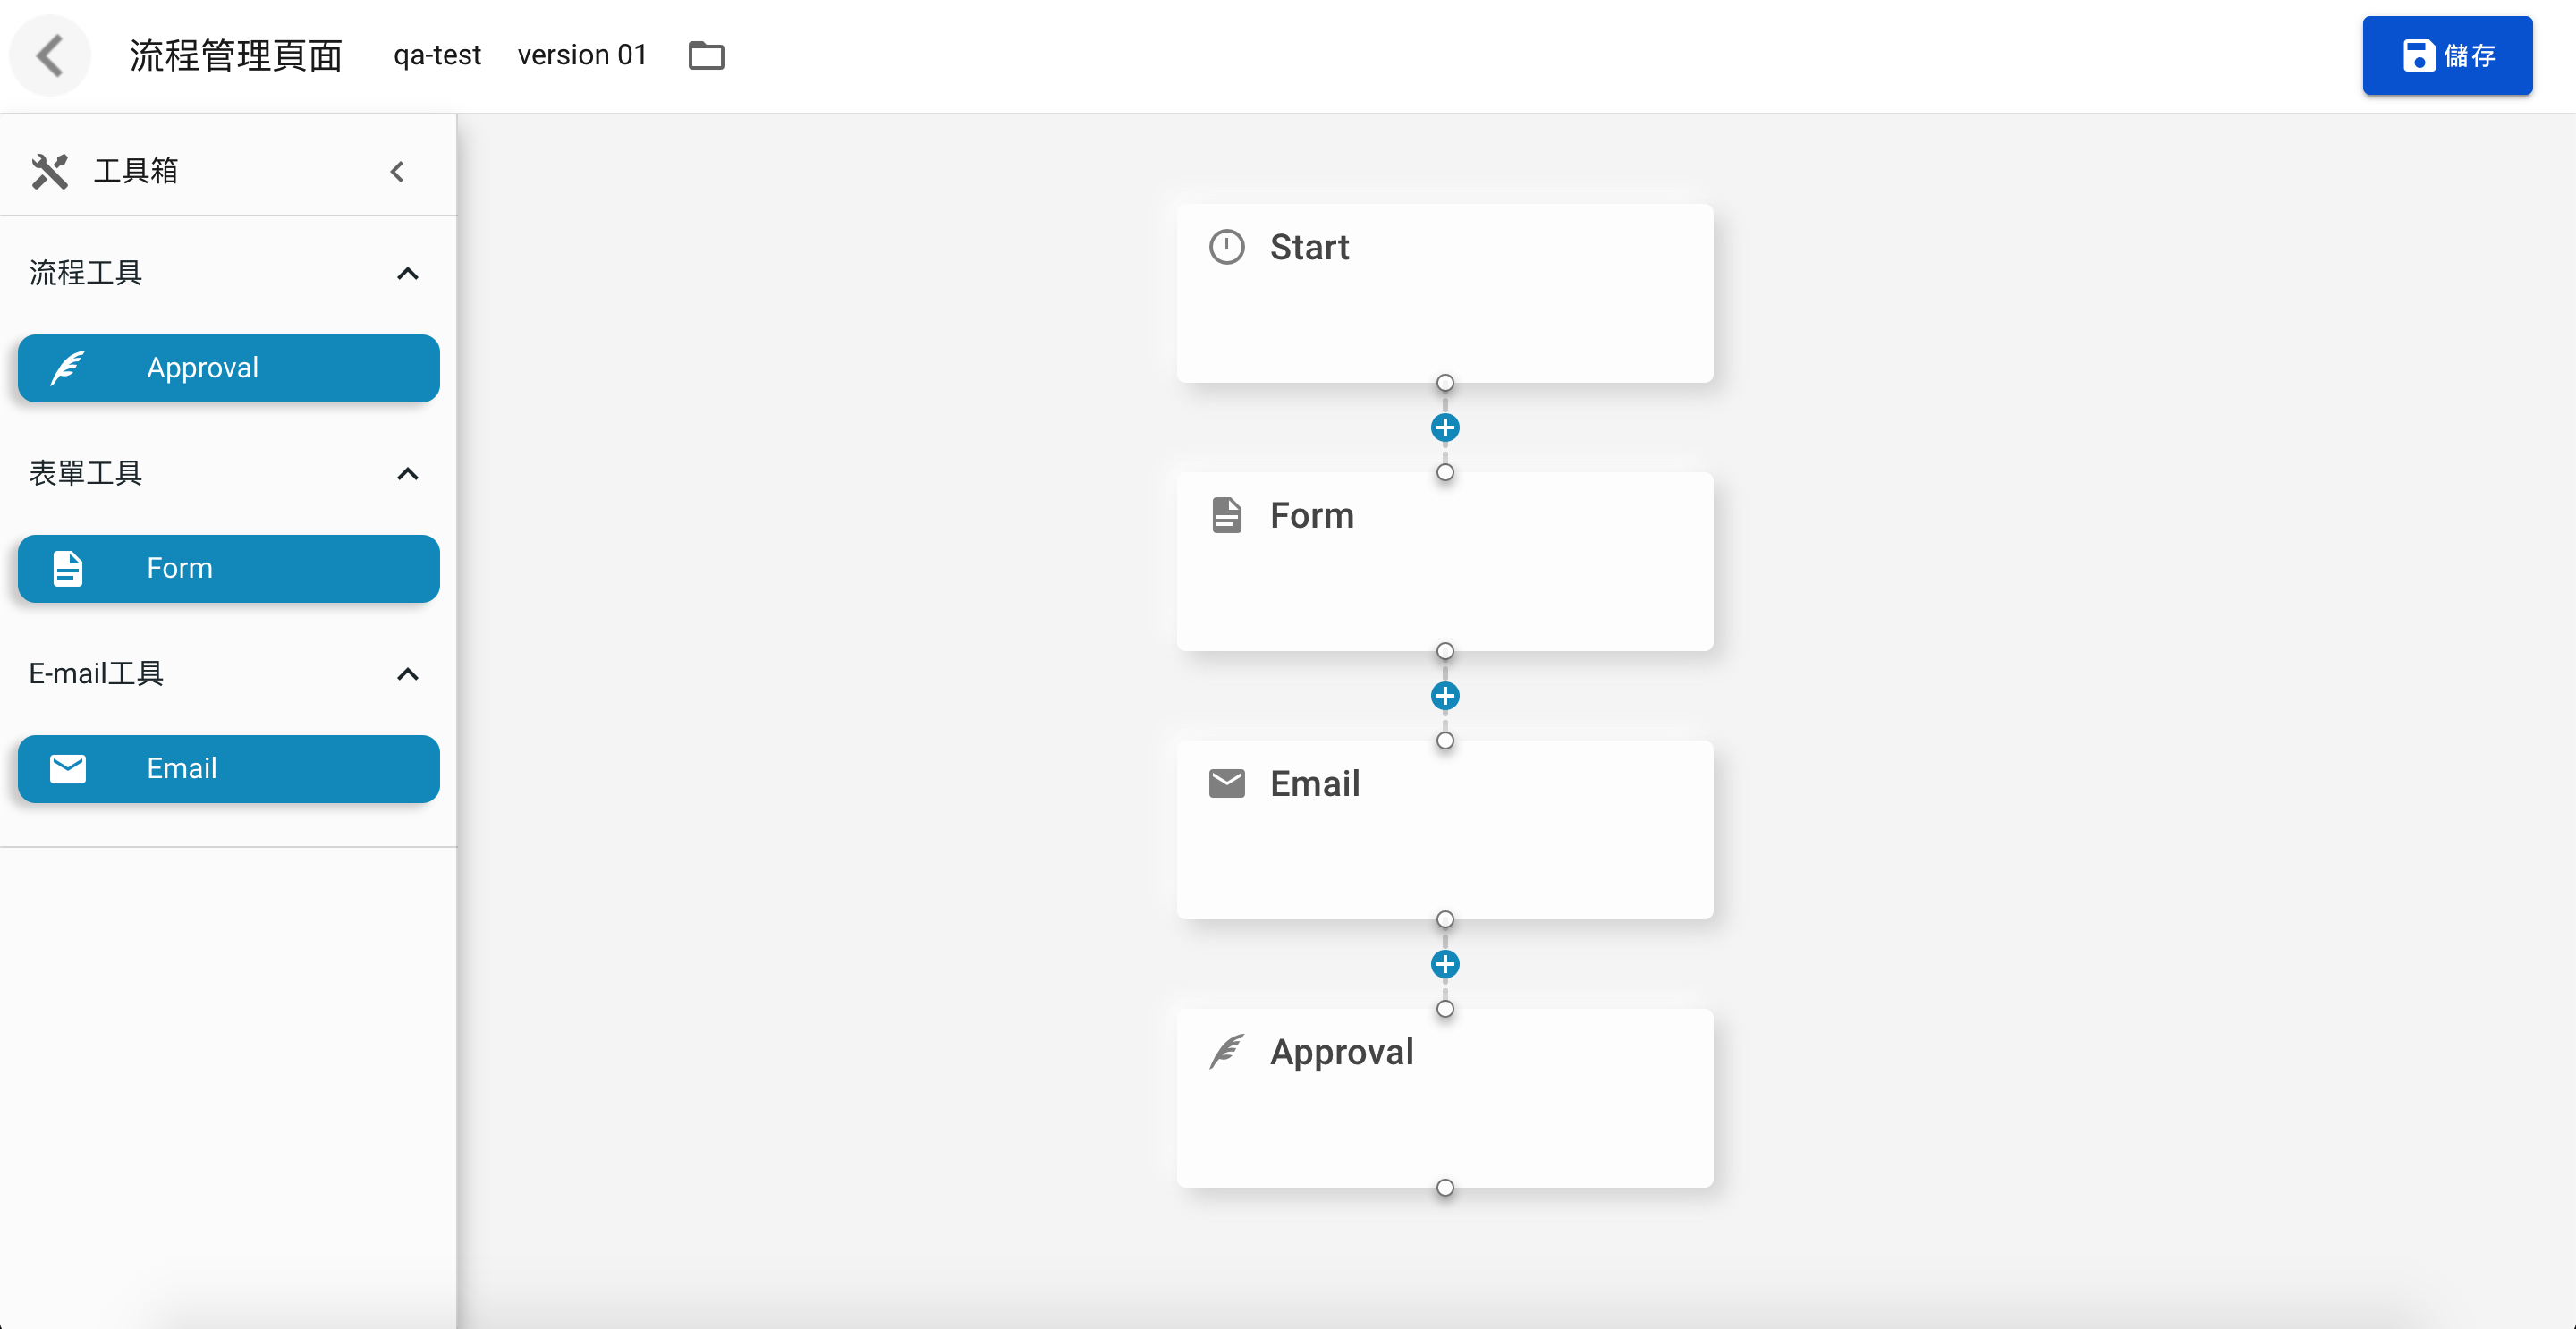 流程管理頁面 qa-test version 01 儲存
工具箱
流程工具
Approval
表單工具
Form
E-mail工具
Email
Start
Form
Email
Approval